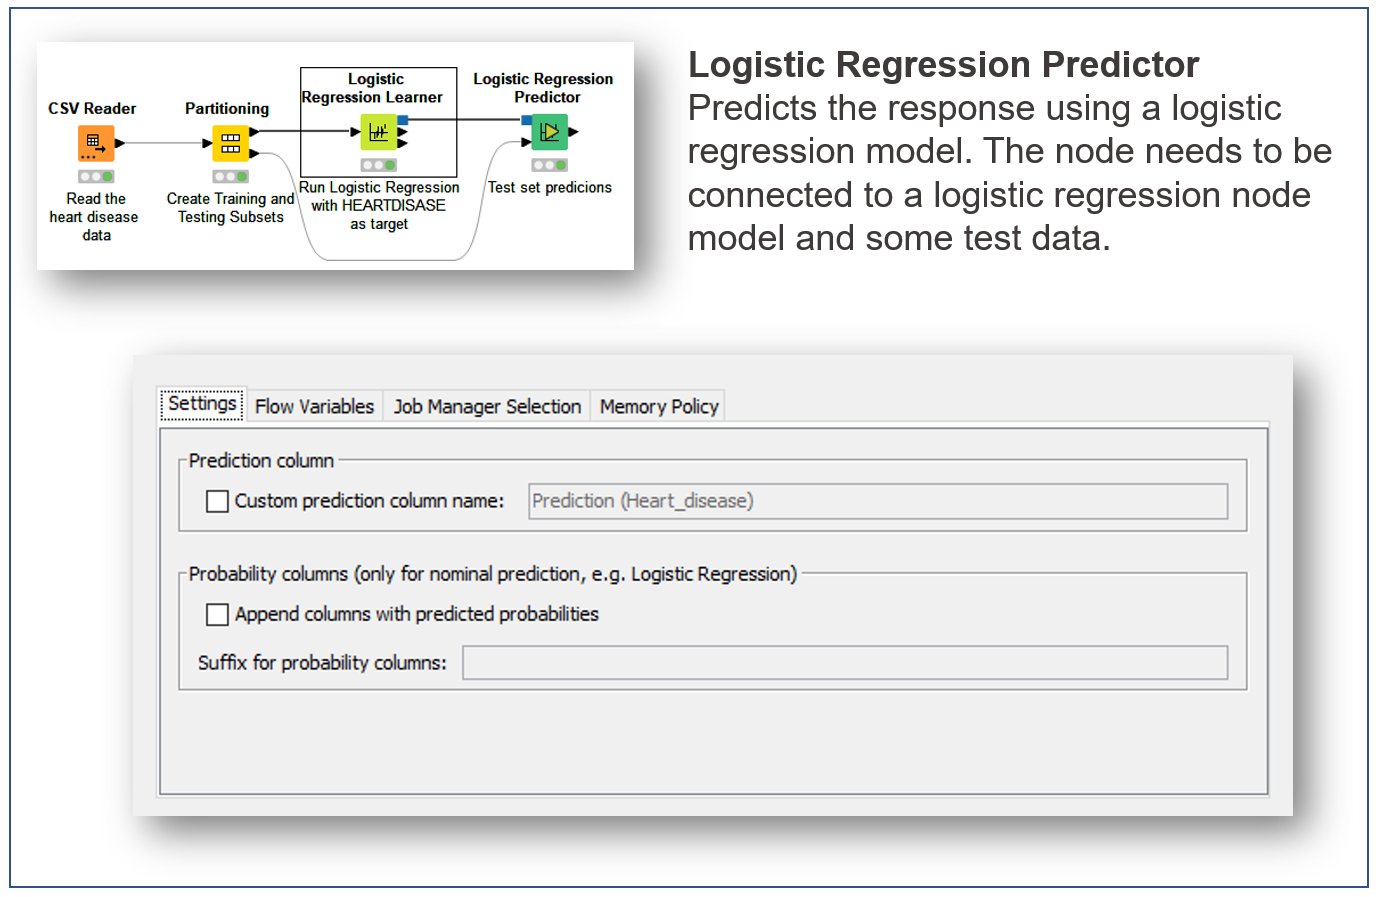 Logistic Regression Predictor
Predicts the response using a logistic
regression model. The node needs to be
connected to a logistic regression node
model and some test data.
CSV Reader
Read the
heart disease
data
Partitioning
Create Training and
Testing Subsets
Logistic
Regression Learner
Run Logistic Regression
with HEARTDISASE
as target
Logistic Regression
Predictor
Test set predicions
Settings
Flow Variables
Job Manager Selection
Memory Policy
Prediction column
Custom prediction column name:
Prediction (Heart_disease)
Probability columns (only for nominal prediction, e.g. Logistic Regression)
Append columns with predicted probabilities
Suffix for probability columns: